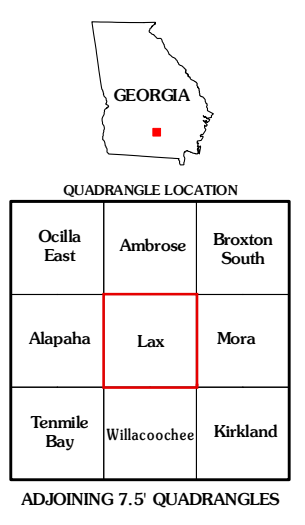 GEORGIA
QUADRANGLE LOCATION
Ocilla
East
Ambrose
Broxton
South
Alapaha
Lax
Mora
Tenmile
Bay
Willacoochee
Kirkland
ADJOINING 7.5' QUADRANGLES